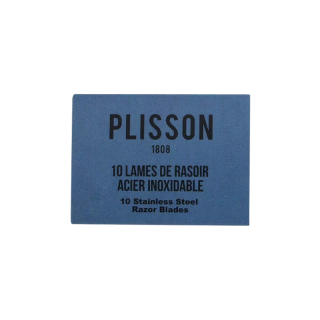 PLISSON
1808
10 LAMES DE RASOIR
ACIER INOXIDABLE
10 Stainless Steel
Razor Blades